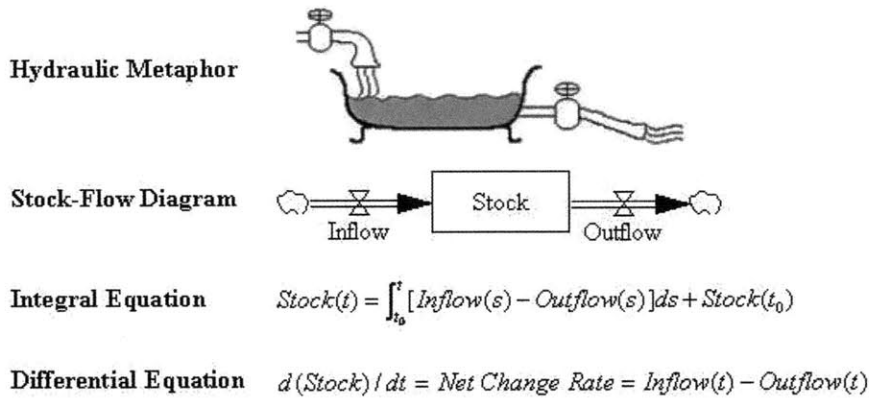 Hydraulic Metaphor
Stock-Flow Diagram
Stock
Inflow
Outflow
Integral Equation
Stock(t) = ∫_{t₀}^{t} [Inflow(s) − Outflow(s)]ds + Stock(t₀)
Differential Equation
d(Stock)/dt = Net Change Rate = Inflow(t) − Outflow(t)